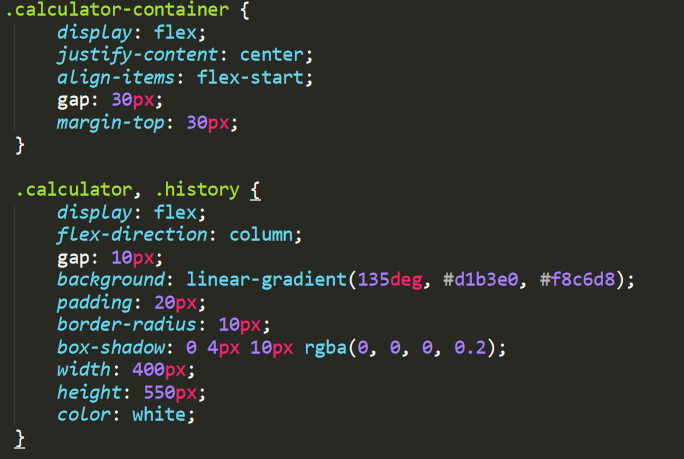 .calculator-container {
    display: flex;
    justify-content: center;
    align-items: flex-start;
    gap: 30px;
    margin-top: 30px;
}

.calculator, .history {
    display: flex;
    flex-direction: column;
    gap: 10px;
    background: linear-gradient(135deg, #d1b3e0, #f8c6d8);
    padding: 20px;
    border-radius: 10px;
    box-shadow: 0 4px 10px rgba(0, 0, 0, 0.2);
    width: 400px;
    height: 550px;
    color: white;
}